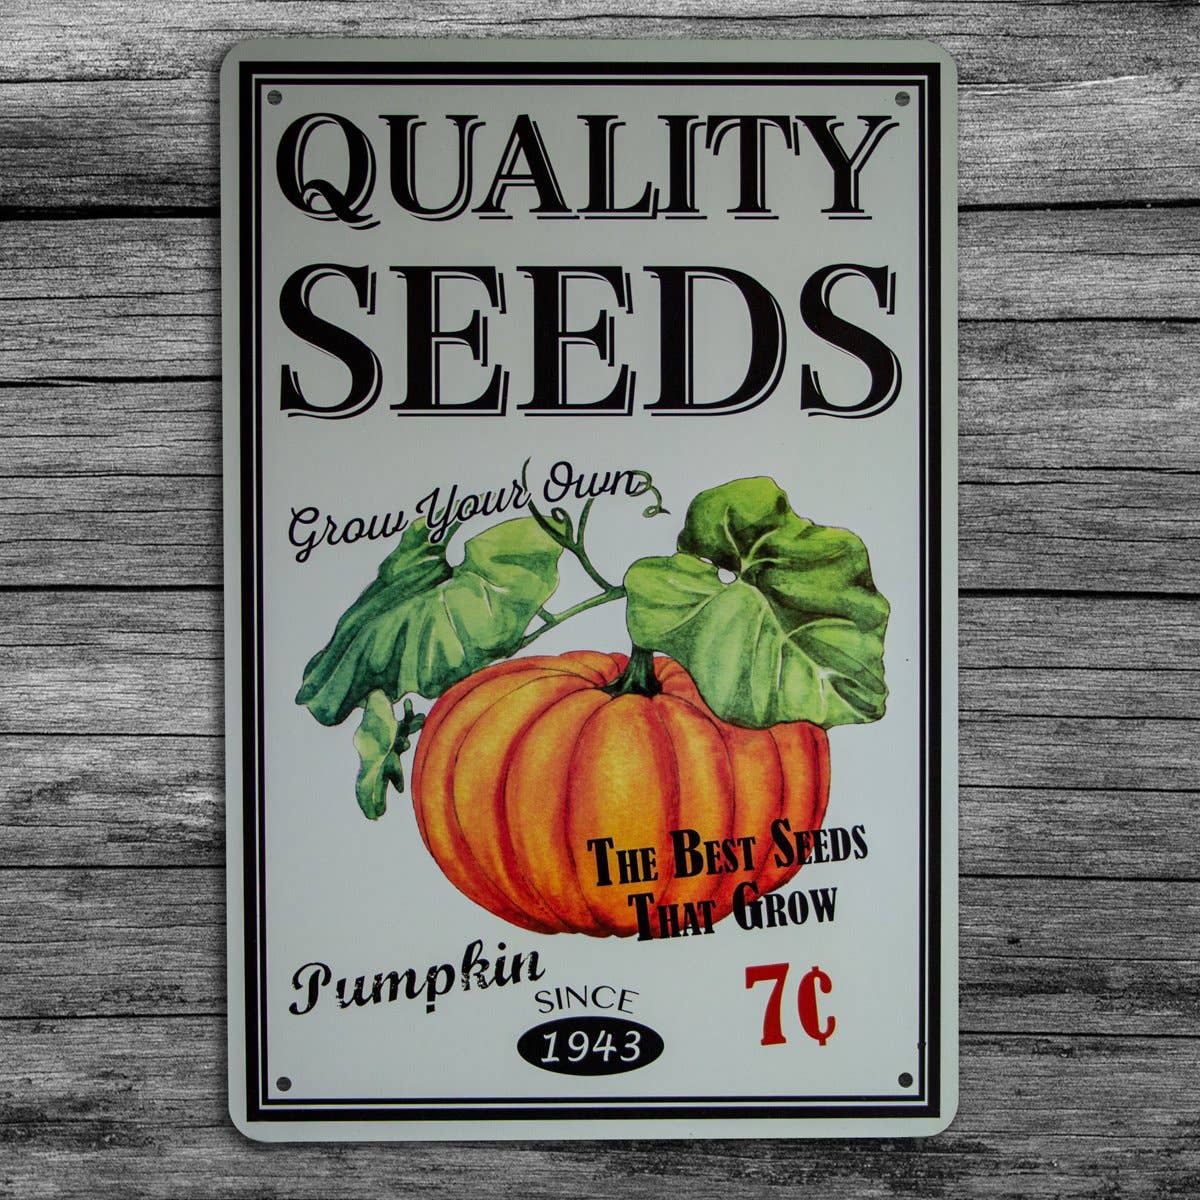 QUALITY
SEEDS
Grow Your Own
THE BEST SEEDS
THAT GROW
Pumpkin
SINCE
1943
7¢